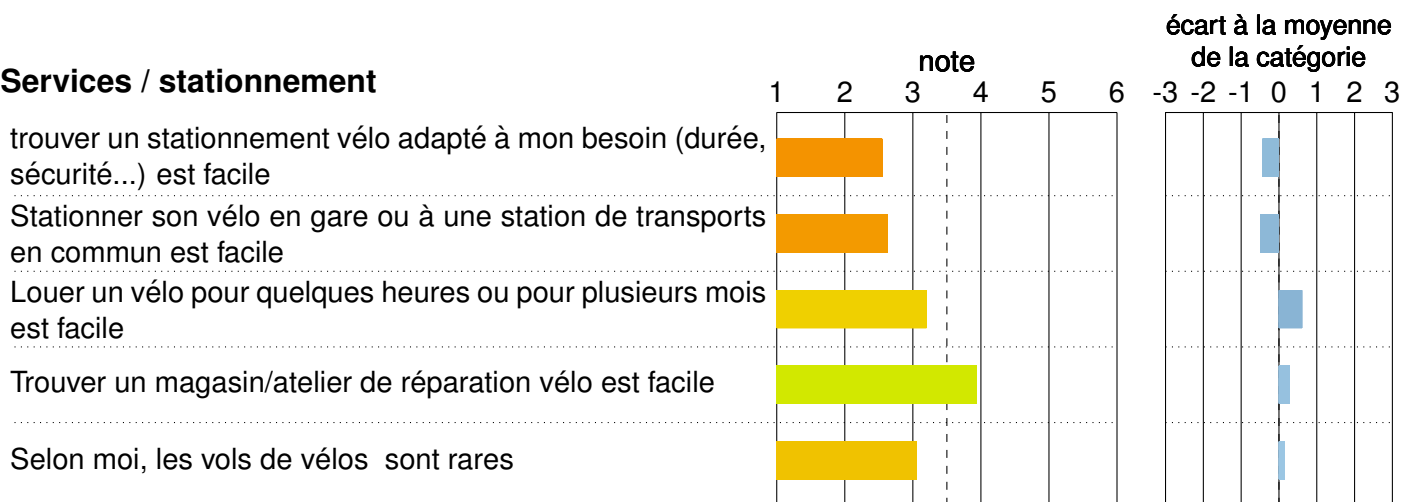 écart à la moyenne
note de la catégorie
Services / stationnement
1 2 3 4 5 6 -3 -2 -1 0 1 2 3
trouver un stationnement vélo adapté à mon besoin (durée,
sécurité...) est facile
Stationner son vélo en gare ou à une station de transports
en commun est facile
Louer un vélo pour quelques heures ou pour plusieurs mois
est facile
Trouver un magasin/atelier de réparation vélo est facile
Selon moi, les vols de vélos  sont rares